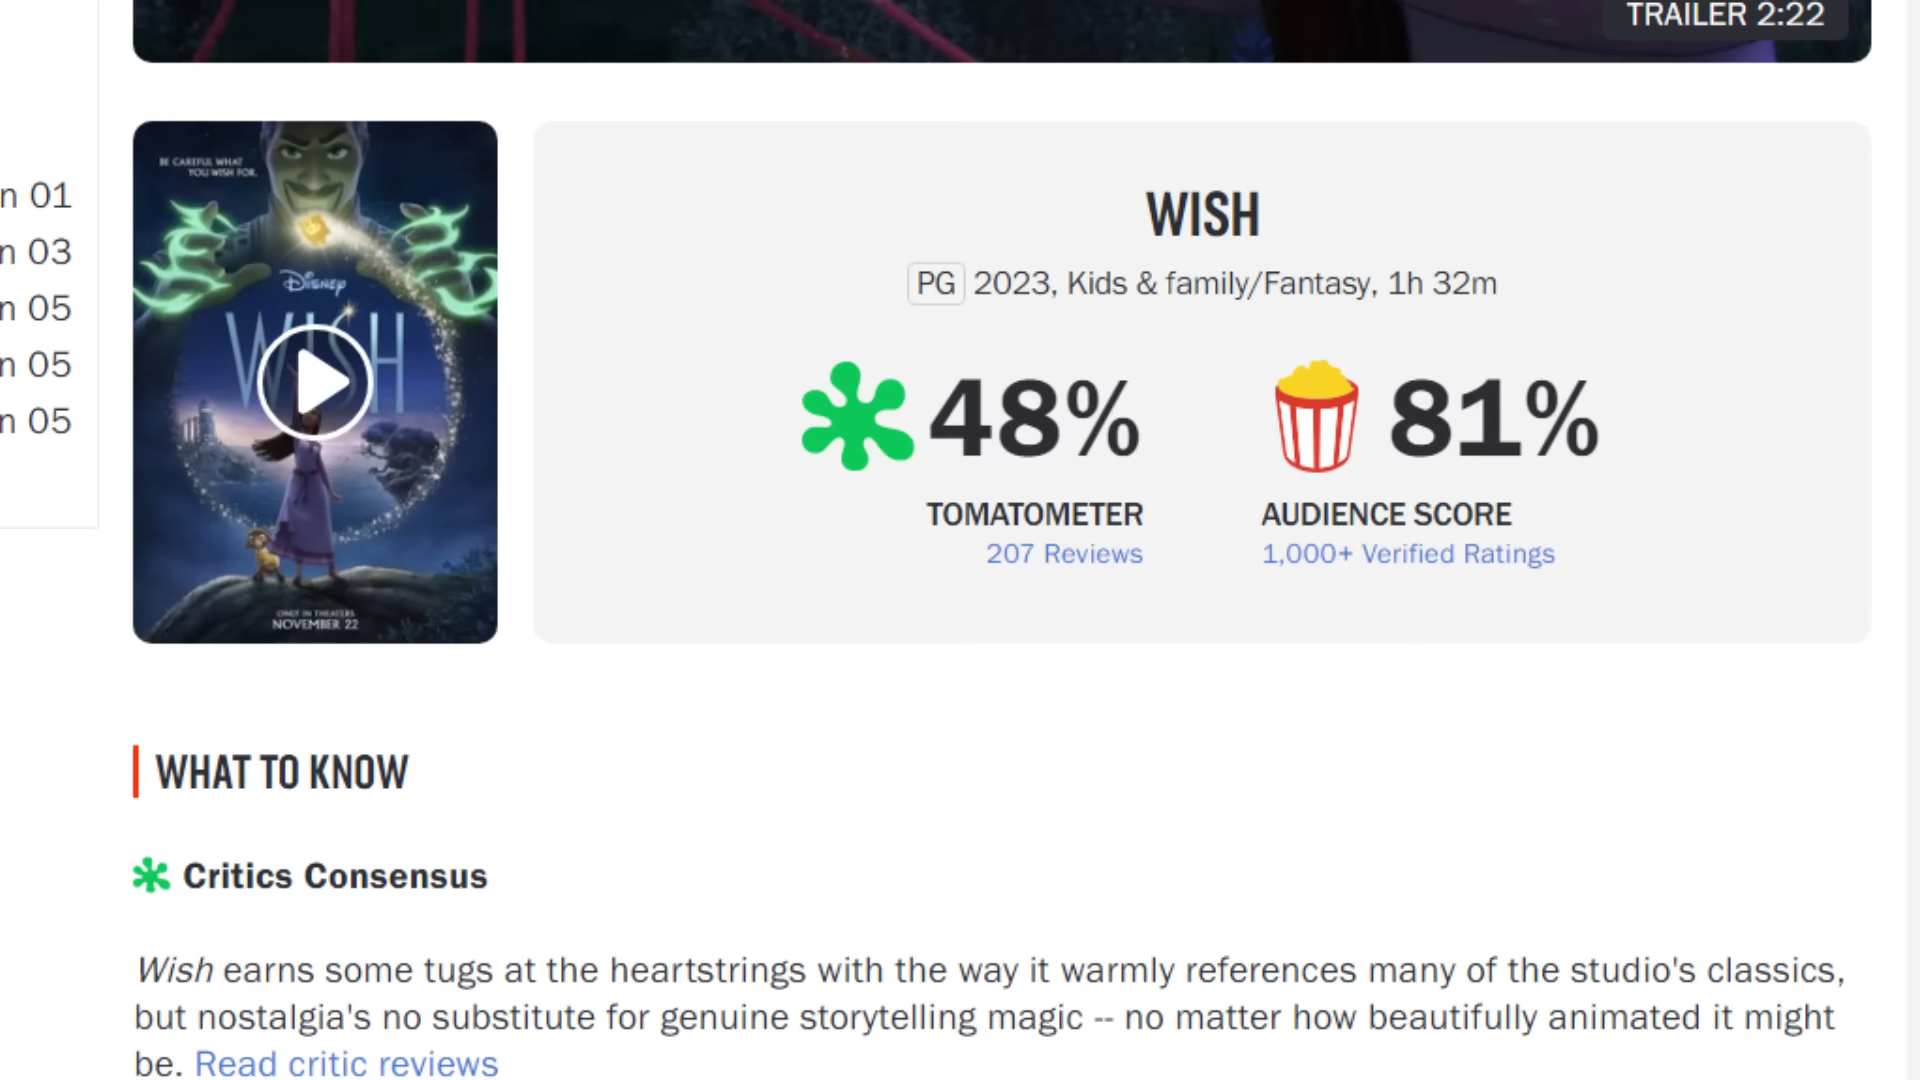 TRAILER 2:22
n 01
n 03
n 05
n 05
n 05
BE CAREFUL WHAT
YOU WISH FOR.
Disney
WISH
ONLY IN THEATERS
NOVEMBER 22
WISH
PG 2023, Kids & family/Fantasy, 1h 32m
48% 81%
TOMATOMETER AUDIENCE SCORE
207 Reviews 1,000+ Verified Ratings
WHAT TO KNOW
Critics Consensus
Wish earns some tugs at the heartstrings with the way it warmly references many of the studio's classics,
but nostalgia's no substitute for genuine storytelling magic -- no matter how beautifully animated it might
be. Read critic reviews